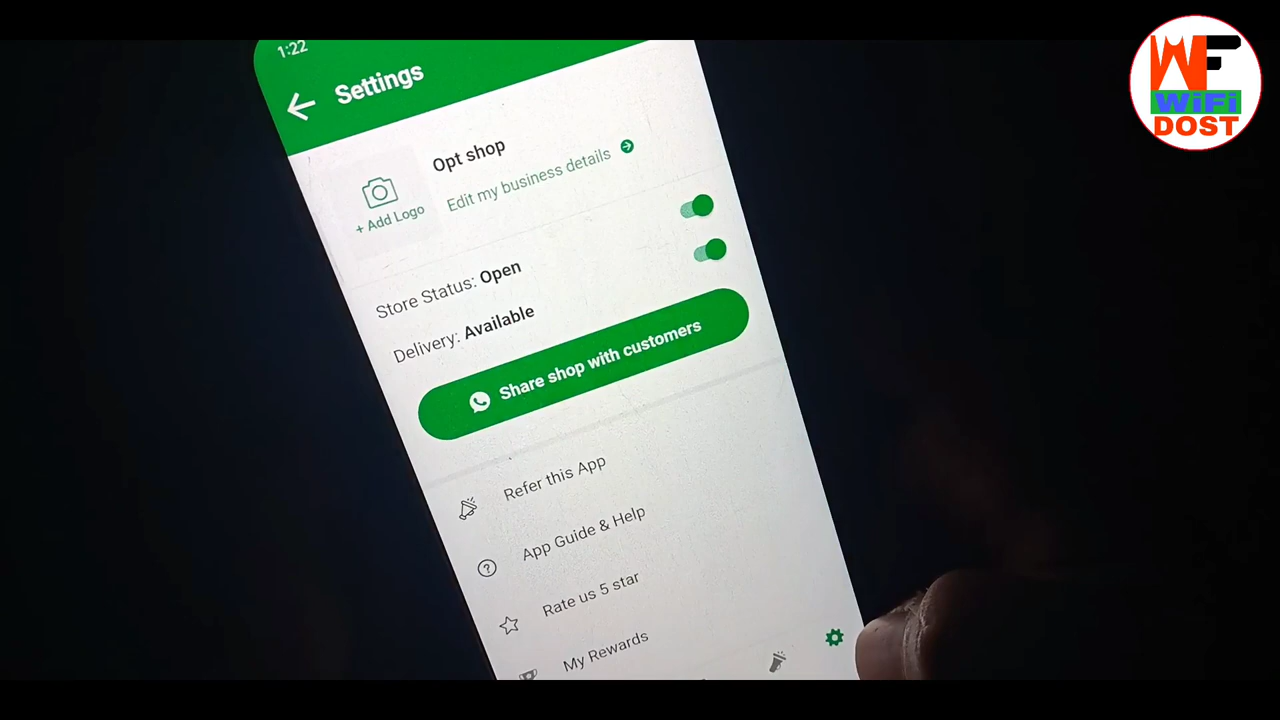 1:22
Settings
Opt shop
Edit my business details
+ Add Logo
Store Status: Open
Delivery: Available
Share shop with customers
Refer this App
App Guide & Help
Rate us 5 star
My Rewards
WF
WiFi
DOST